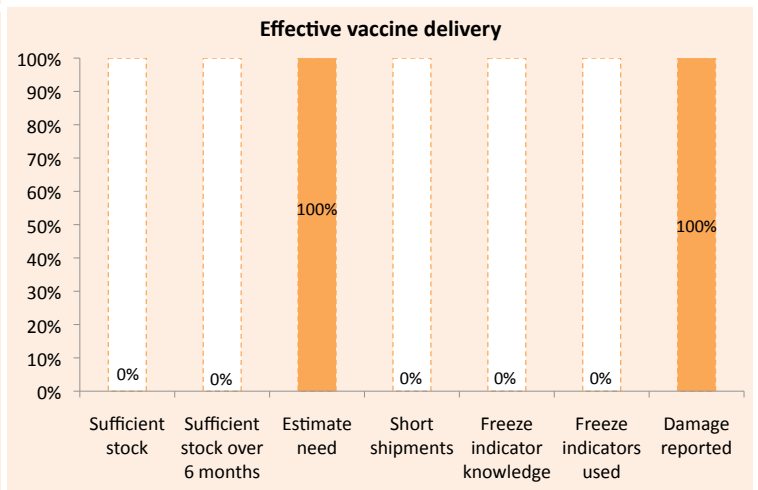 Effective vaccine delivery
100%
90%
80%
70%
60%
50%
40%
30%
20%
10%
0%
0%
0%
100%
0%
0%
0%
100%
Sufficient
stock
Sufficient
stock over
6 months
Estimate
need
Short
shipments
Freeze
indicator
knowledge
Freeze
indicators
used
Damage
reported